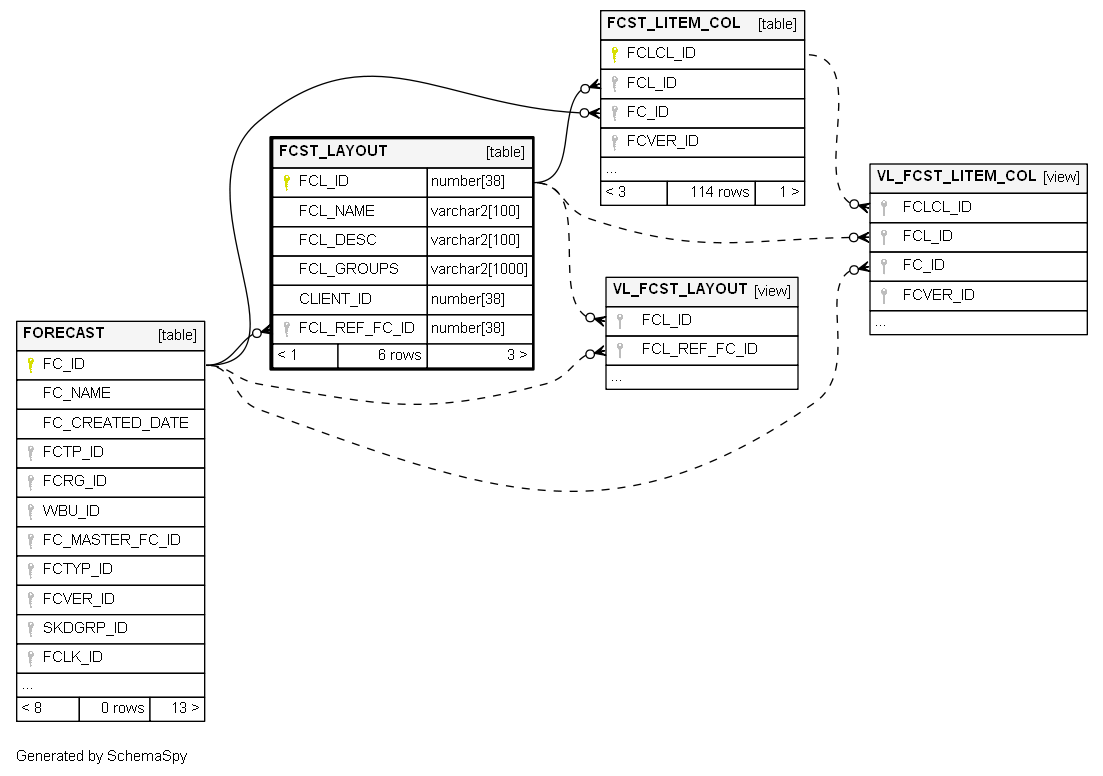 FCST_LITEM_COL [table]
FCLCL_ID
FCL_ID
FC_ID
FCVER_ID
...
< 3 114 rows 1 >
FCST_LAYOUT [table]
FCL_ID number[38]
FCL_NAME varchar2[100]
FCL_DESC varchar2[100]
FCL_GROUPS varchar2[1000]
CLIENT_ID number[38]
FCL_REF_FC_ID number[38]
< 1 6 rows 3 >
VL_FCST_LITEM_COL [view]
FCLCL_ID
FCL_ID
FC_ID
FCVER_ID
...
VL_FCST_LAYOUT [view]
FCL_ID
FCL_REF_FC_ID
...
FORECAST [table]
FC_ID
FC_NAME
FC_CREATED_DATE
FCTP_ID
FCRG_ID
WBU_ID
FC_MASTER_FC_ID
FCTYP_ID
FCVER_ID
SKDGRP_ID
FCLK_ID
...
< 8 0 rows 13 >
Generated by SchemaSpy